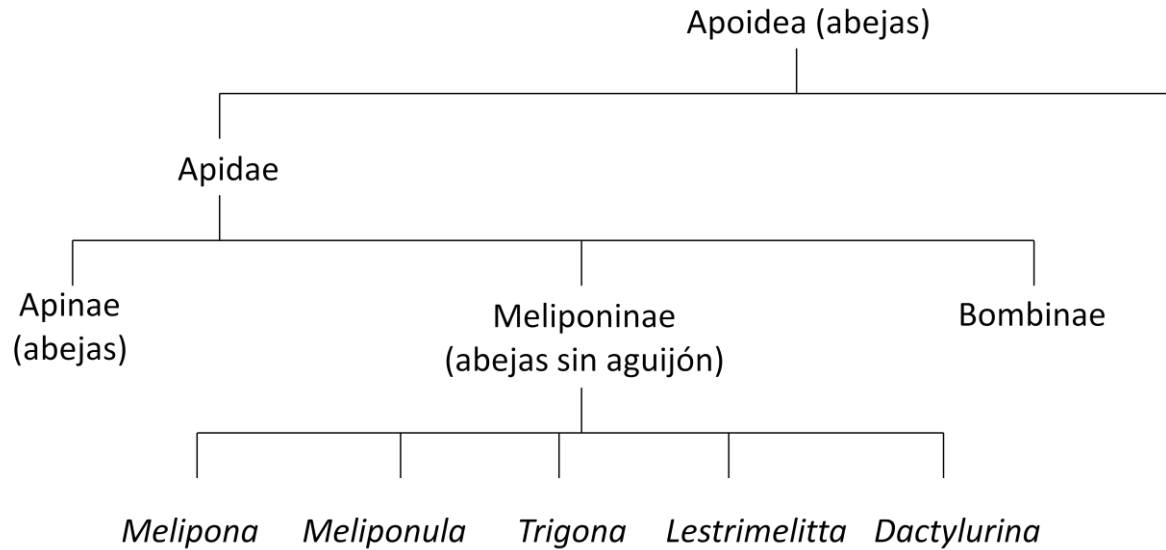 Apoidea (abejas)
Apidae
Apinae
(abejas)
Meliponinae
(abejas sin aguijón)
Bombinae
Melipona
Meliponula
Trigona
Lestrimelitta
Dactylurina